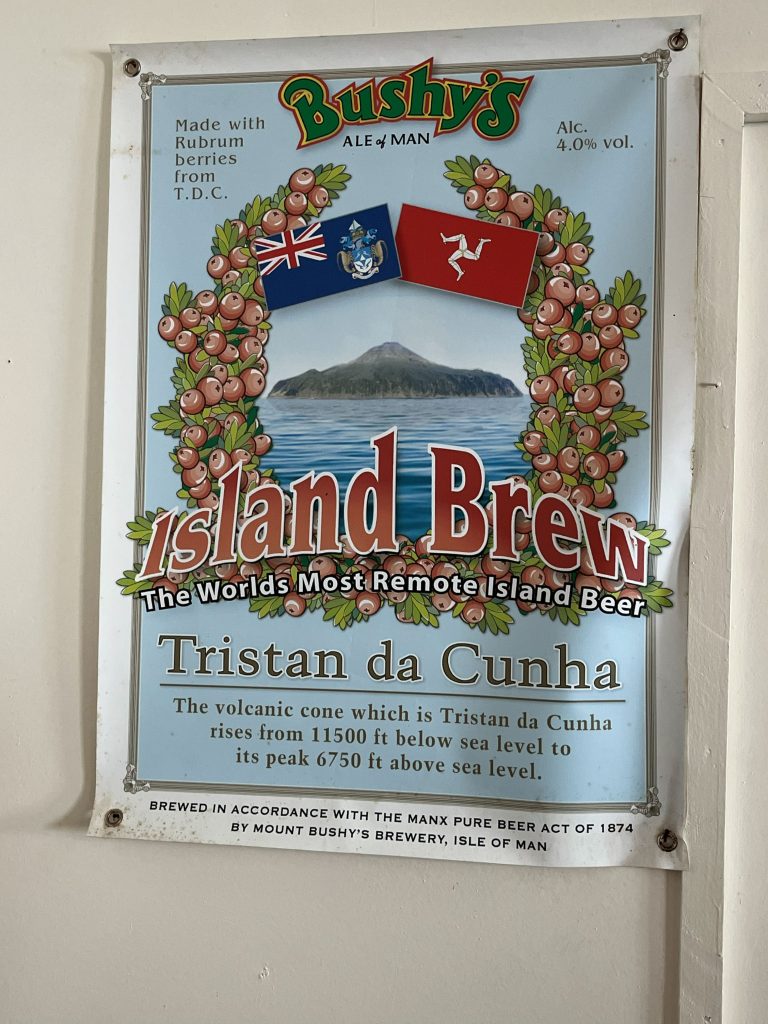 Bushy's
ALE of MAN
Made with
Rubrum
berries
from
T.D.C.
Alc.
4.0% vol.
Island Brew
The Worlds Most Remote Island Beer
Tristan da Cunha
The volcanic cone which is Tristan da Cunha
rises from 11500 ft below sea level to
its peak 6750 ft above sea level.
BREWED IN ACCORDANCE WITH THE MANX PURE BEER ACT OF 1874
BY MOUNT BUSHY'S BREWERY, ISLE OF MAN